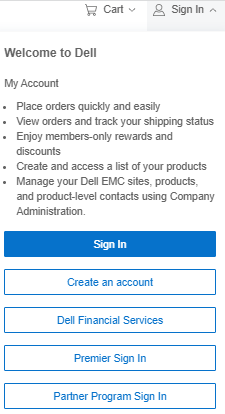 Cart Sign In
Welcome to Dell
My Account
• Place orders quickly and easily
• View orders and track your shipping status
• Enjoy members-only rewards and
discounts
• Create and access a list of your products
• Manage your Dell EMC sites, products,
and product-level contacts using Company
Administration.
Sign In
Create an account
Dell Financial Services
Premier Sign In
Partner Program Sign In